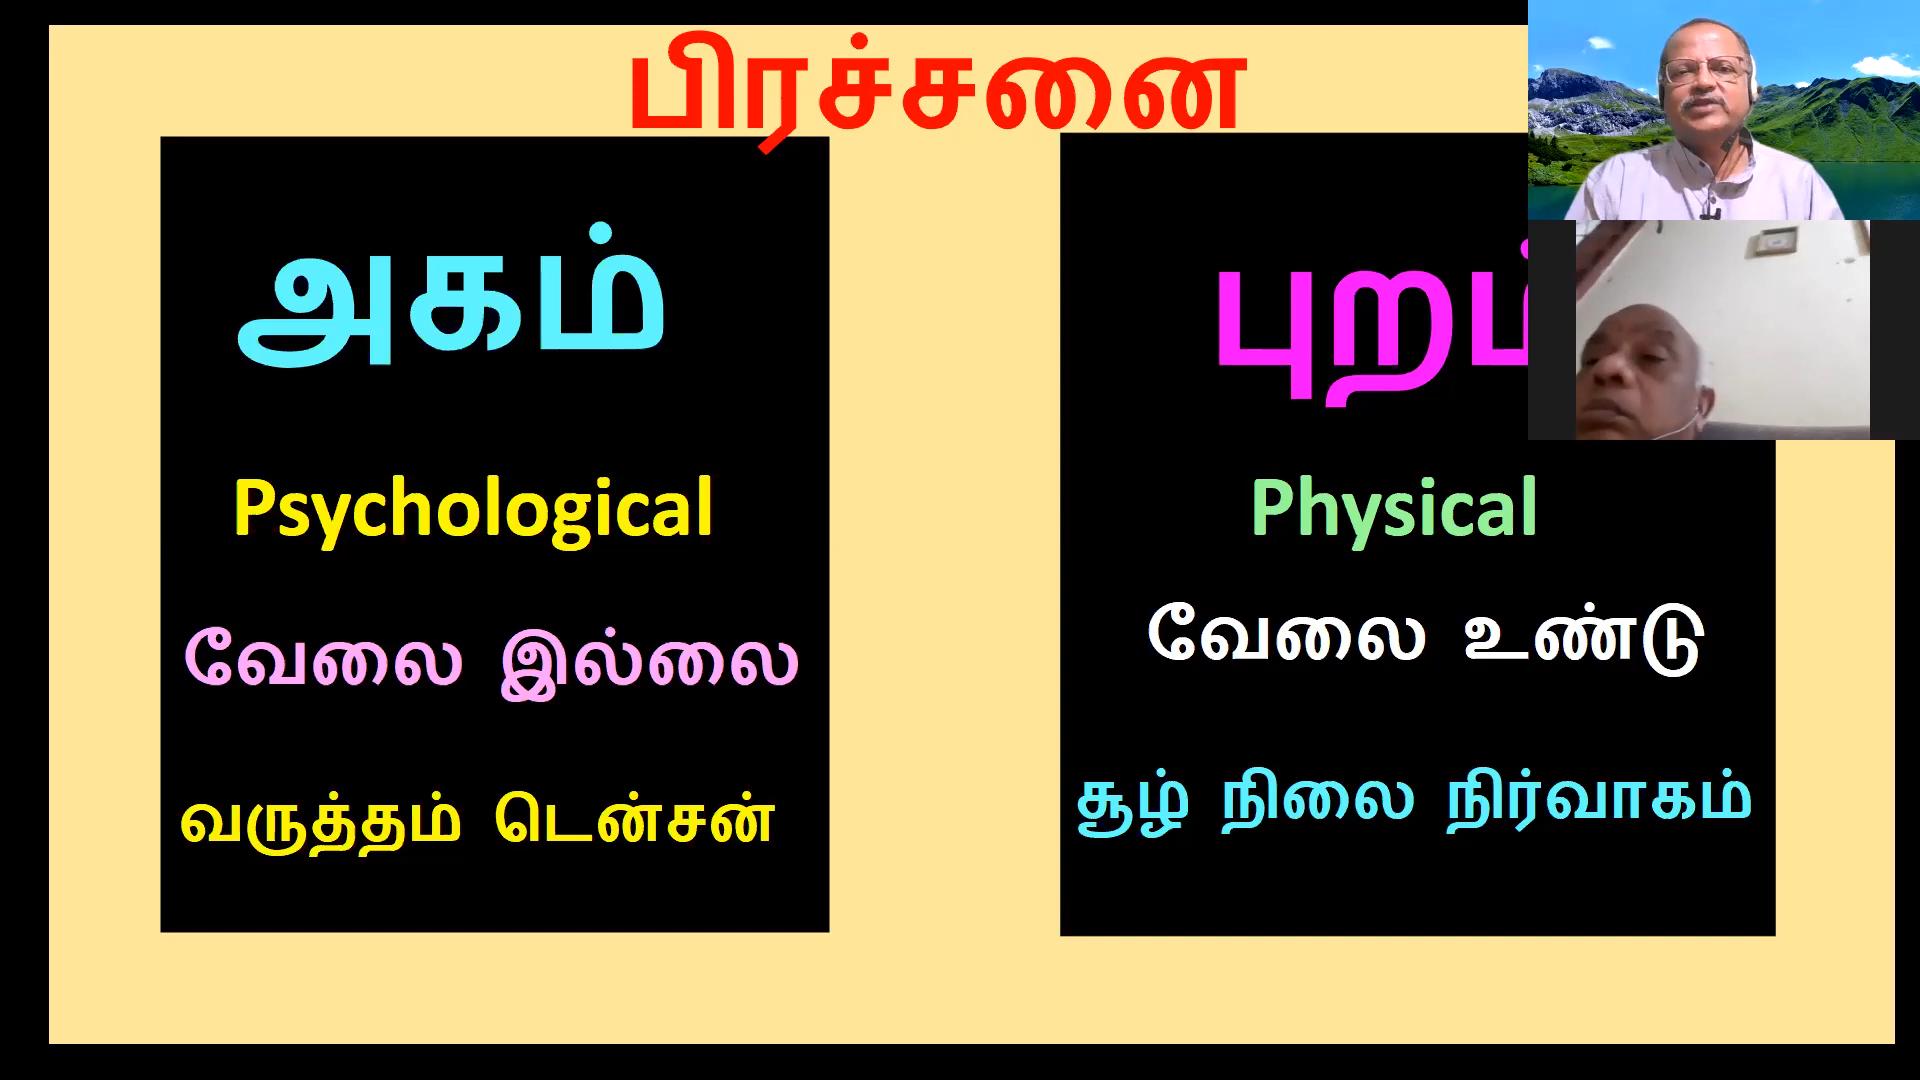 பிரச்சனை
அகம்
Psychological
வேலை இல்லை
வருத்தம் டென்சன்
புறம்
Physical
வேலை உண்டு
சூழ் நிலை நிர்வாகம்